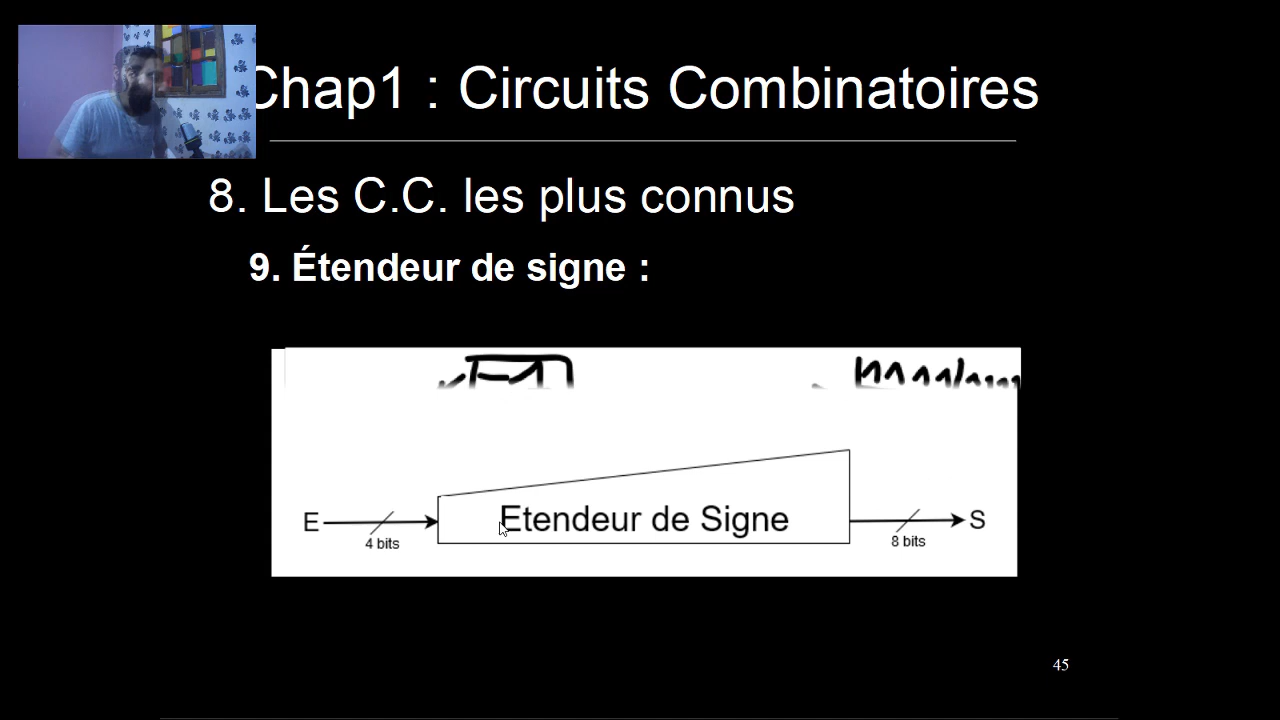 Chap1 : Circuits Combinatoires
8. Les C.C. les plus connus
9. Étendeur de signe :
E
4 bits
Etendeur de Signe
S
8 bits
45